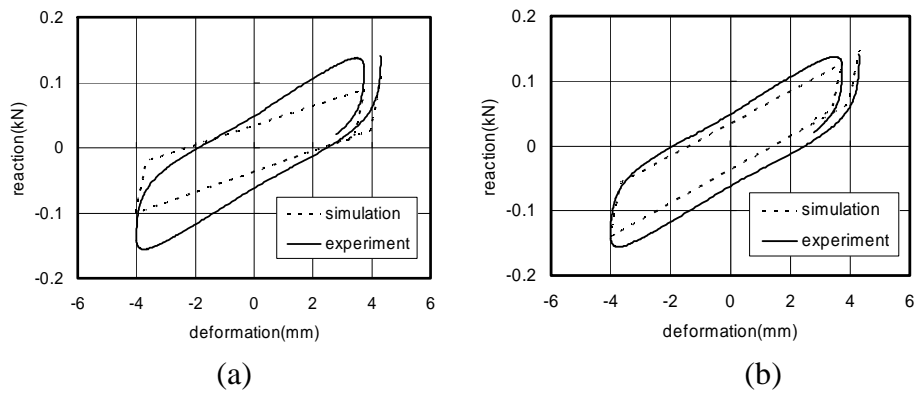 0.2
0.1
0
-0.1
-0.2
reaction(kN)
simulation
experiment
-6 -4 -2 0 2 4 6
deformation(mm)
(a)
0.2
0.1
0
-0.1
-0.2
reaction(kN)
simulation
experiment
-6 -4 -2 0 2 4 6
deformation(mm)
(b)